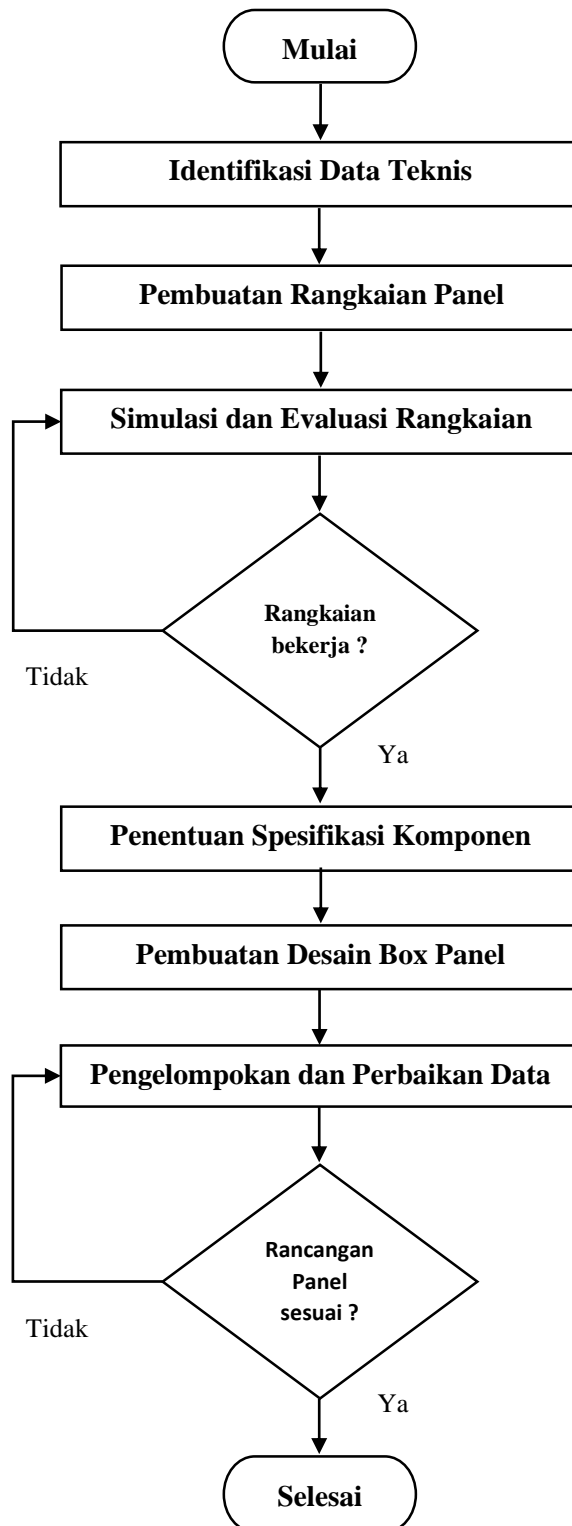 Mulai
Identifikasi Data Teknis
Pembuatan Rangkaian Panel
Simulasi dan Evaluasi Rangkaian
Rangkaian
bekerja ?
Tidak
Ya
Penentuan Spesifikasi Komponen
Pembuatan Desain Box Panel
Pengelompokan dan Perbaikan Data
Rancangan
Panel
sesuai ?
Tidak
Ya
Selesai